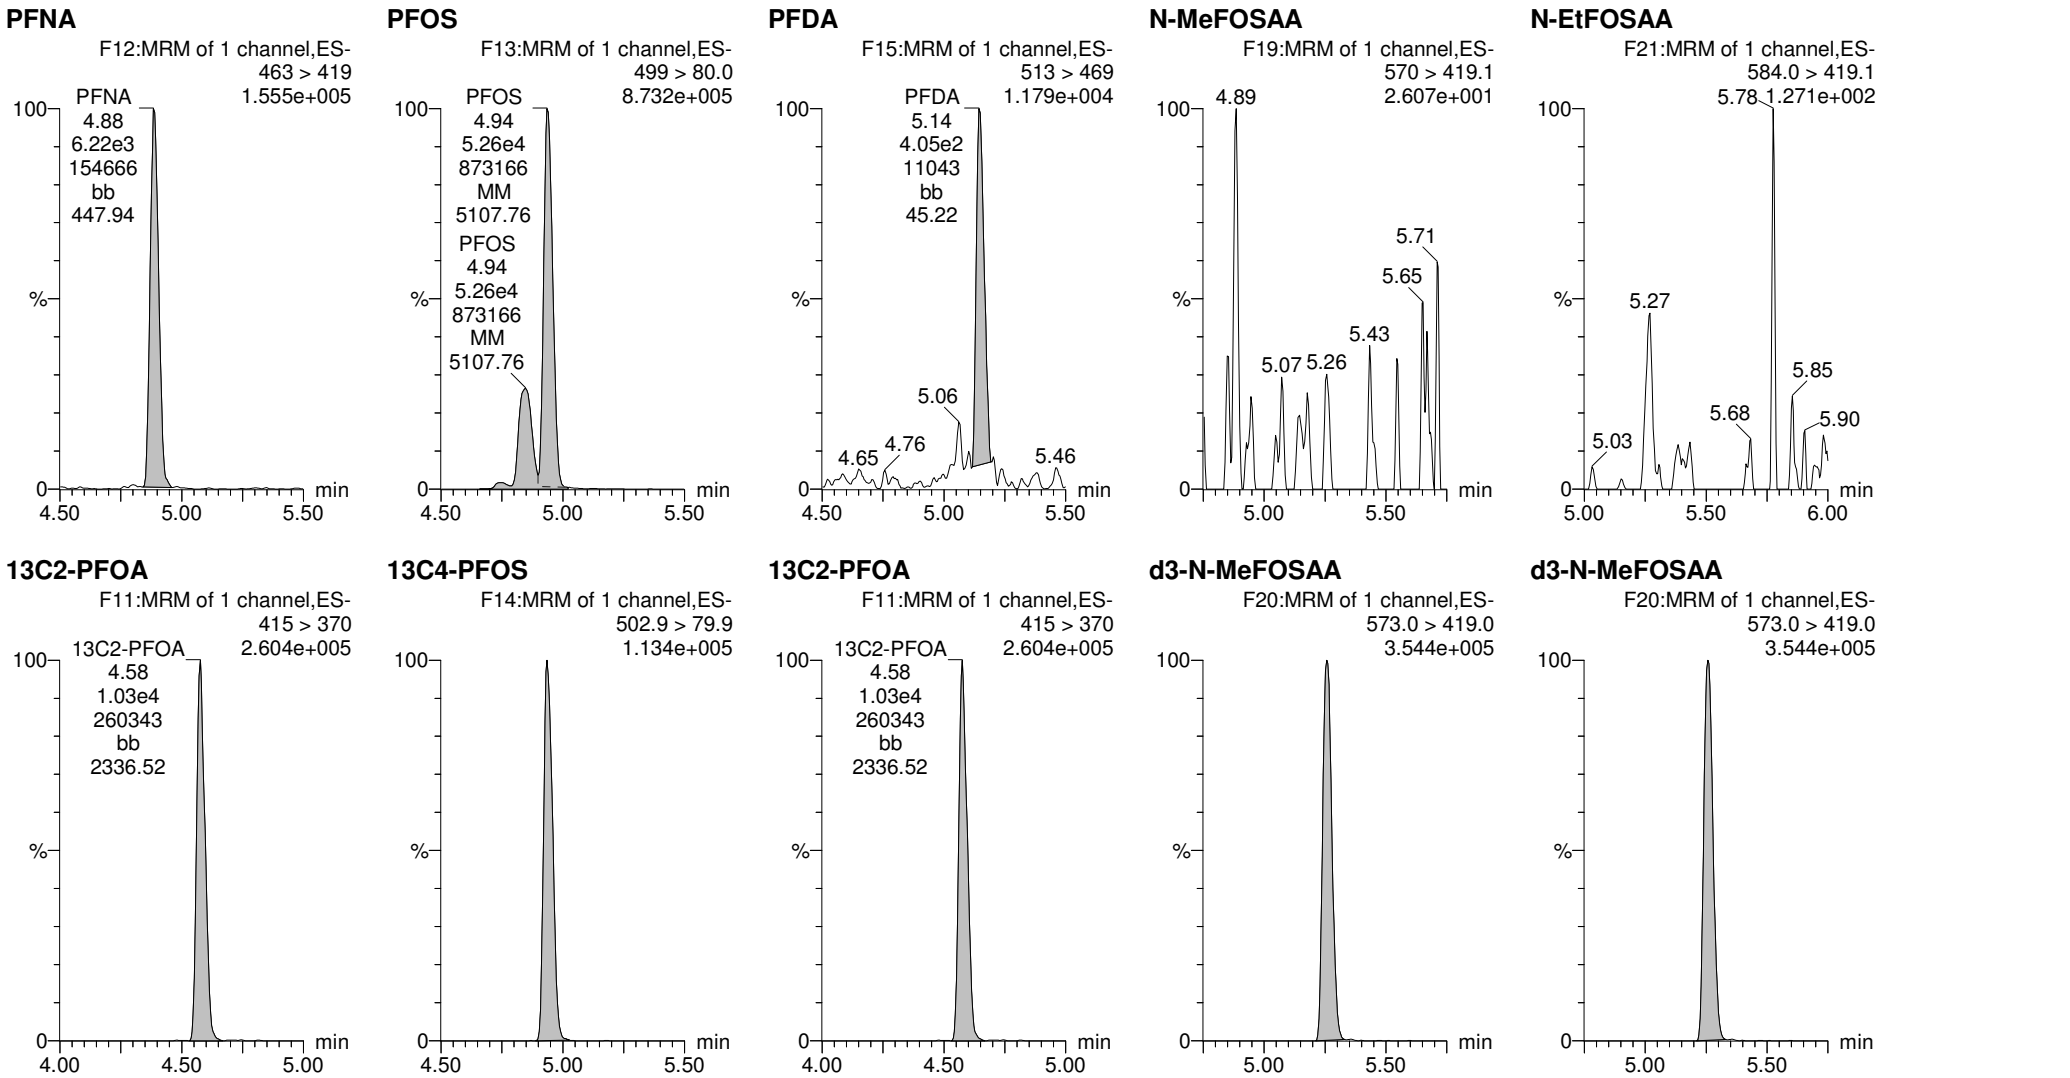 PFNA
F12:MRM of 1 channel,ES-
463 > 419
1.555e+005
PFNA
4.88
6.22e3
154666
bb
447.94
100
%
0
min
4.50
5.00
5.50
PFOS
F13:MRM of 1 channel,ES-
499 > 80.0
8.732e+005
PFOS
4.94
5.26e4
873166
MM
5107.76
PFOS
4.94
5.26e4
873166
MM
5107.76
100
%
0
min
4.50
5.00
5.50
PFDA
F15:MRM of 1 channel,ES-
513 > 469
1.179e+004
PFDA
5.14
4.05e2
11043
bb
45.22
5.06
4.76
4.65
5.46
100
%
0
min
4.50
5.00
5.50
N-MeFOSAA
F19:MRM of 1 channel,ES-
570 > 419.1
2.607e+001
4.89
5.71
5.65
5.43
5.07
5.26
100
%
0
min
5.00
5.50
N-EtFOSAA
F21:MRM of 1 channel,ES-
584.0 > 419.1
1.271e+002
5.78
5.27
5.85
5.68
5.90
5.03
100
%
0
min
5.00
5.50
6.00
13C2-PFOA
F11:MRM of 1 channel,ES-
415 > 370
2.604e+005
13C2-PFOA
4.58
1.03e4
260343
bb
2336.52
100
%
0
min
4.00
4.50
5.00
13C4-PFOS
F14:MRM of 1 channel,ES-
502.9 > 79.9
1.134e+005
100
%
0
min
4.50
5.00
5.50
13C2-PFOA
F11:MRM of 1 channel,ES-
415 > 370
2.604e+005
13C2-PFOA
4.58
1.03e4
260343
bb
2336.52
100
%
0
min
4.00
4.50
5.00
d3-N-MeFOSAA
F20:MRM of 1 channel,ES-
573.0 > 419.0
3.544e+005
100
%
0
min
5.00
5.50
d3-N-MeFOSAA
F20:MRM of 1 channel,ES-
573.0 > 419.0
3.544e+005
100
%
0
min
5.00
5.50